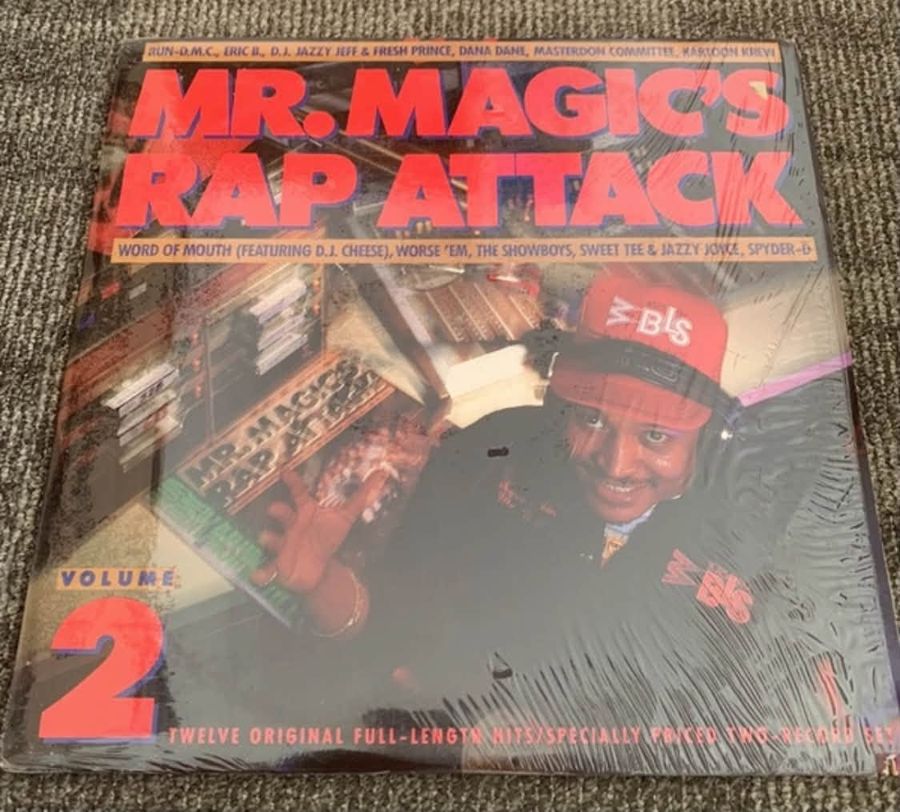 RUN-D.M.C., ERIC B., D.J. JAZZY JEFF & FRESH PRINCE, DANA DANE, MASTERDON COMMITTEE, KARTOON KREW
MR. MAGIC'S
RAP ATTACK
WORD OF MOUTH (FEATURING D.J. CHEESE), WORSE 'EM, THE SHOWBOYS, SWEET TEE & JAZZY JOYCE, SPYDER-D
WBLS
MR. MAGIC'S
RAP ATTACK
WBLS
VOLUME
2
TWELVE ORIGINAL FULL-LENGTH HITS/SPECIALLY PRICED TWO-RECORD SET